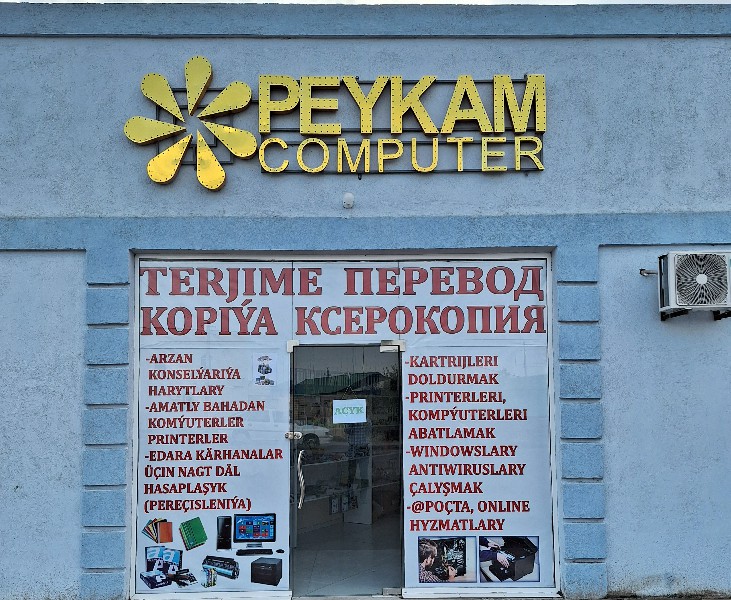 PEYKAM
COMPUTER
TERJIME ПЕРЕВОД
KOPIÝA КСЕРОКОПИЯ
-ARZAN
KONSELÝARIÝA
HARYTLARY
-AMATLY BAHADAN
KOMÝUTERLER
PRINTERLER
-EDARA KÄRHANALAR
ÜÇIN NAGT DÄL
HASAPLAŞYK
(PEREÇISLENIÝA)
AÇYK
-KARTRIJLERI
DOLDURMAK
-PRINTERLERI,
KOMPÝUTERLERI
ABATLAMAK
-WINDOWSLARY
ANTIWIRUSLARY
ÇALYŞMAK
-@POÇTA, ONLINE
HYZMATLARY